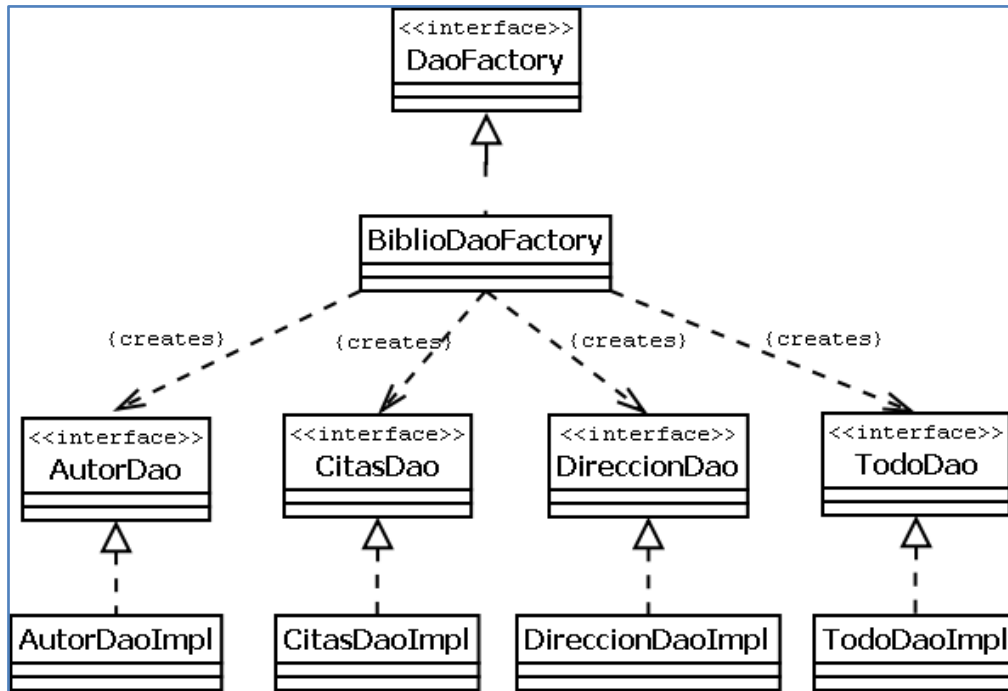 <<interface>>
DaoFactory
BiblioDaoFactory
{creates}
{creates}
{creates}
{creates}
<<interface>>
AutorDao
<<interface>>
CitasDao
<<interface>>
DireccionDao
<<interface>>
TodoDao
AutorDaoImpl
CitasDaoImpl
DireccionDaoImpl
TodoDaoImpl